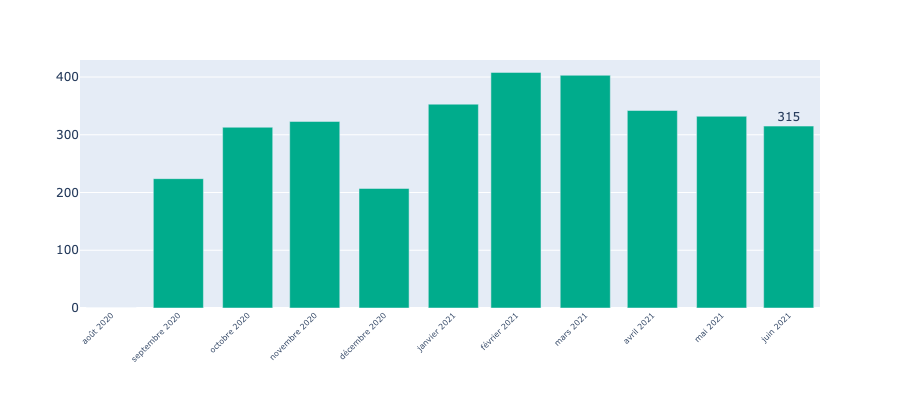 400
300
200
100
0
315
août 2020
septembre 2020
octobre 2020
novembre 2020
décembre 2020
janvier 2021
février 2021
mars 2021
avril 2021
mai 2021
juin 2021